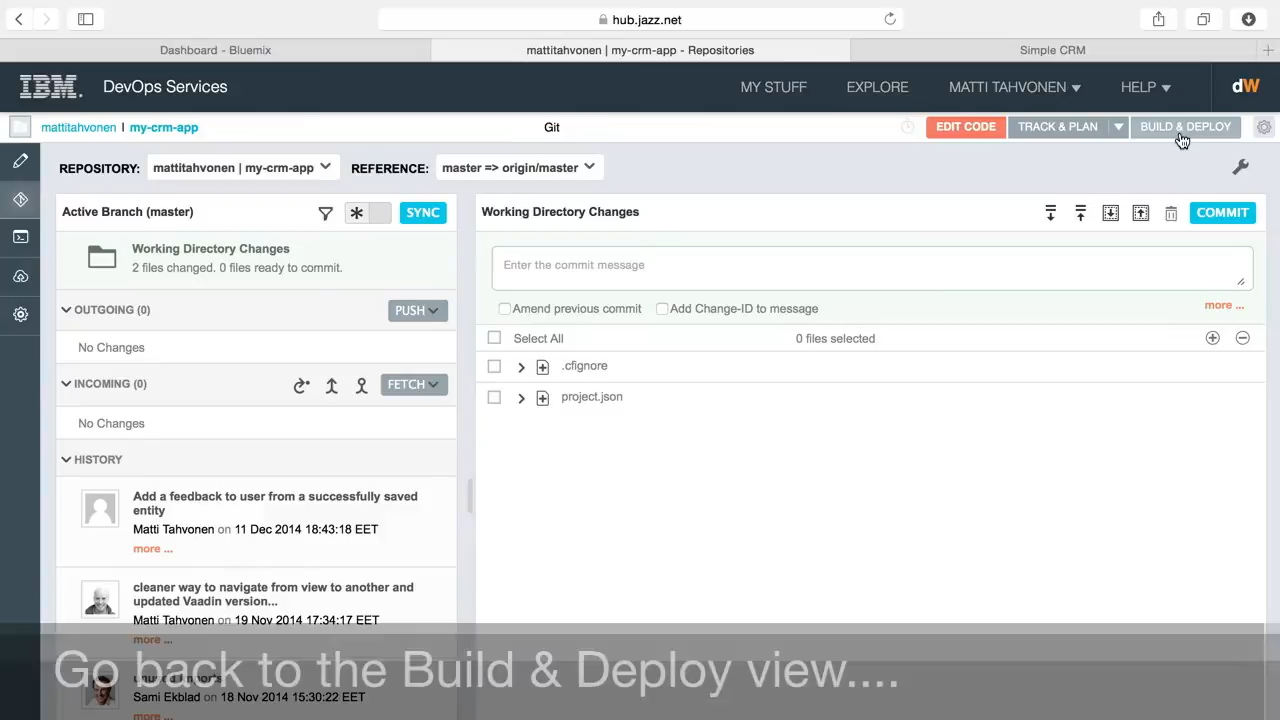 hub.jazz.net
Dashboard - Bluemix
mattitahvonen | my-crm-app - Repositories
Simple CRM
IBM
DevOps Services
MY STUFF
EXPLORE
MATTI TAHVONEN
HELP
dW
mattitahvonen | my-crm-app
Git
EDIT CODE
TRACK & PLAN
BUILD & DEPLOY
REPOSITORY: mattitahvonen | my-crm-app
REFERENCE: master => origin/master
Active Branch (master)
SYNC
Working Directory Changes
2 files changed. 0 files ready to commit.
OUTGOING (0)
PUSH
No Changes
INCOMING (0)
FETCH
No Changes
HISTORY
Add a feedback to user from a successfully saved
entity
Matti Tahvonen on 11 Dec 2014 18:43:18 EET
more ...
cleaner way to navigate from view to another and
updated Vaadin version...
Matti Tahvonen on 19 Nov 2014 17:34:17 EET
more ...
unused imports
Sami Ekblad on 18 Nov 2014 15:30:22 EET
more ...
Working Directory Changes
COMMIT
Enter the commit message
Amend previous commit
Add Change-ID to message
more ...
Select All
0 files selected
.cfignore
project.json
Go back to the Build & Deploy view....